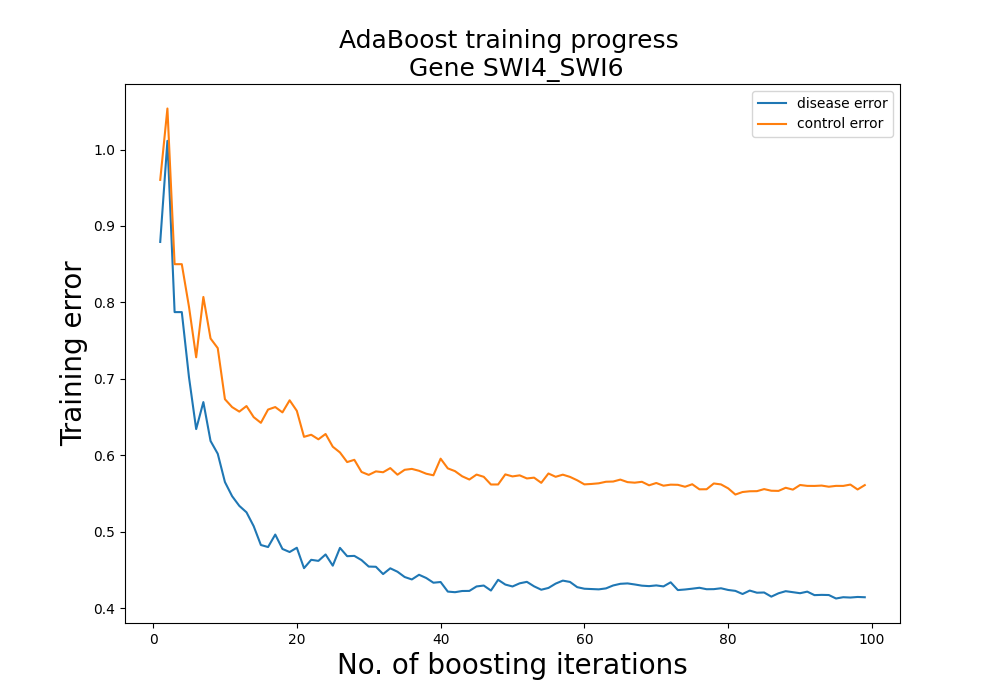 AdaBoost training progress
Gene SWI4_SWI6
disease error
control error
Training error
1.0
0.9
0.8
0.7
0.6
0.5
0.4
0
20
40
60
80
100
No. of boosting iterations